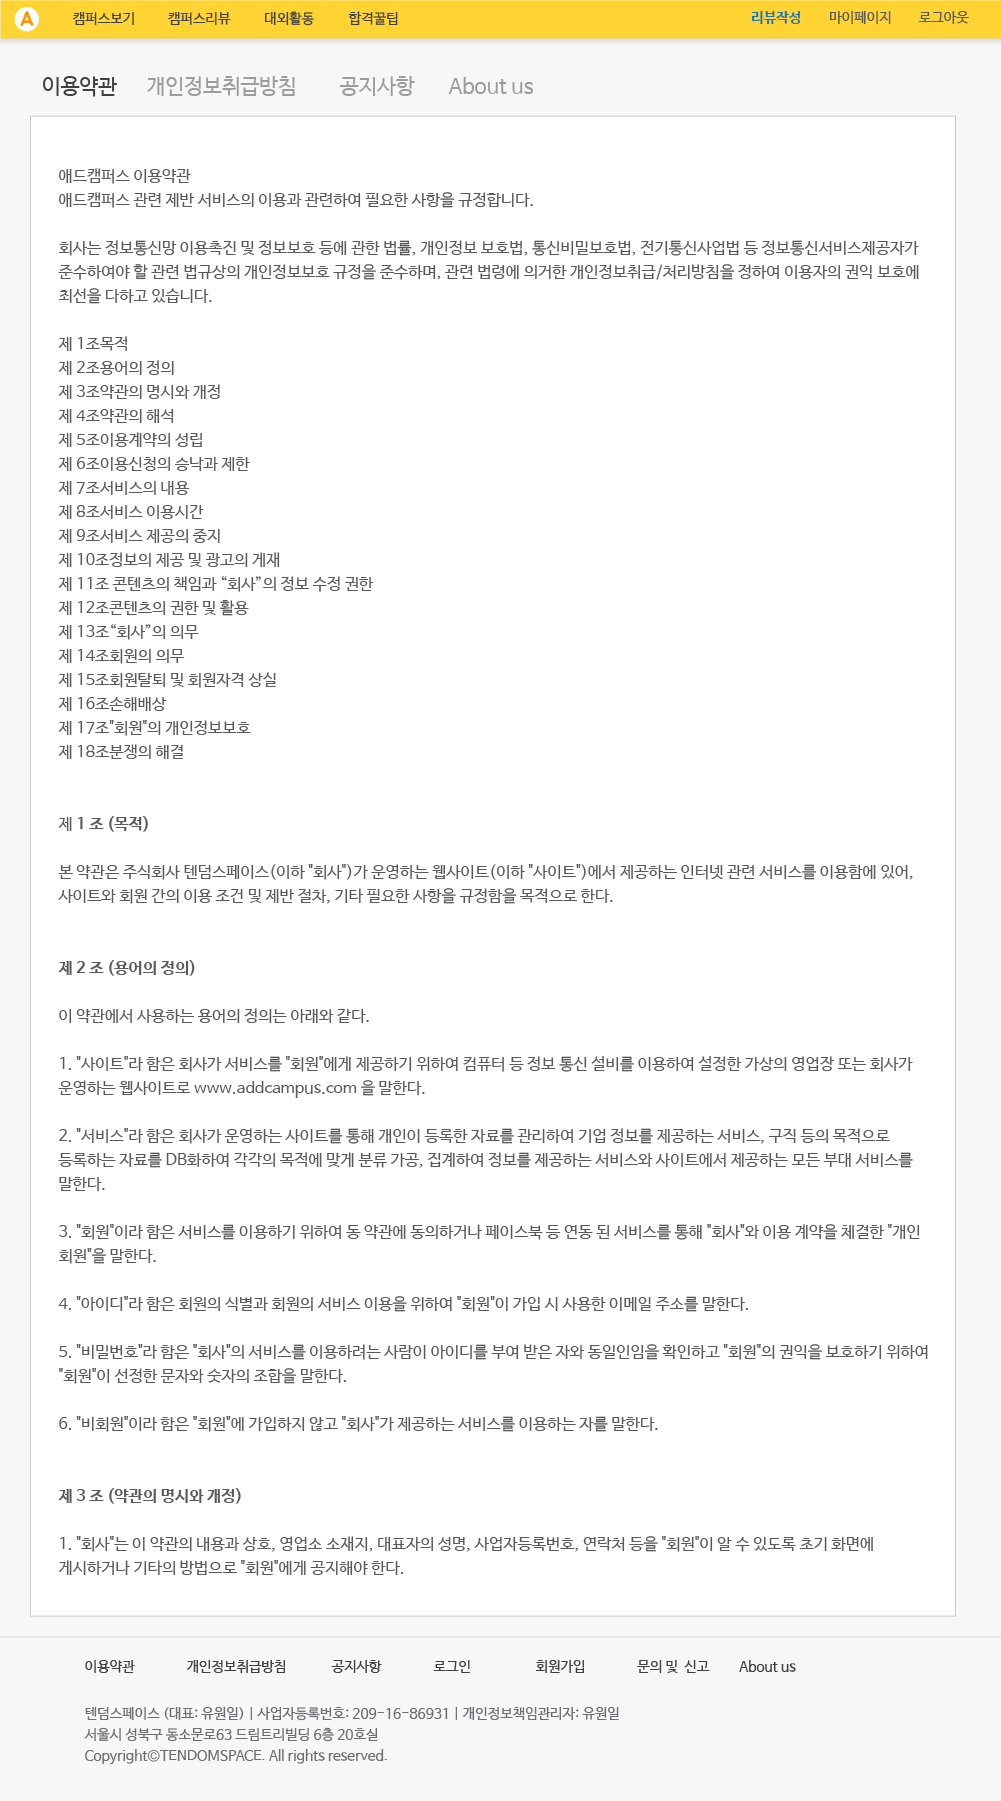 A 캠퍼스보기 캠퍼스리뷰 대외활동 합격꿀팁 리뷰작성 마이페이지 로그아웃
이용약관 개인정보취급방침 공지사항 About us
애드캠퍼스 이용약관
애드캠퍼스 관련 제반 서비스의 이용과 관련하여 필요한 사항을 규정합니다.
회사는 정보통신망 이용촉진 및 정보보호 등에 관한 법률, 개인정보 보호법, 통신비밀보호법, 전기통신사업법 등 정보통신서비스제공자가
준수하여야 할 관련 법규상의 개인정보보호 규정을 준수하며, 관련 법령에 의거한 개인정보취급/처리방침을 정하여 이용자의 권익 보호에
최선을 다하고 있습니다.
제 1조목적
제 2조용어의 정의
제 3조약관의 명시와 개정
제 4조약관의 해석
제 5조이용계약의 성립
제 6조이용신청의 승낙과 제한
제 7조서비스의 내용
제 8조서비스 이용시간
제 9조서비스 제공의 중지
제 10조정보의 제공 및 광고의 게재
제 11조 콘텐츠의 책임과 “회사”의 정보 수정 권한
제 12조콘텐츠의 권한 및 활용
제 13조“회사”의 의무
제 14조회원의 의무
제 15조회원탈퇴 및 회원자격 상실
제 16조손해배상
제 17조"회원"의 개인정보보호
제 18조분쟁의 해결
제 1 조 (목적)
본 약관은 주식회사 텐덤스페이스(이하 "회사")가 운영하는 웹사이트(이하 "사이트")에서 제공하는 인터넷 관련 서비스를 이용함에 있어,
사이트와 회원 간의 이용 조건 및 제반 절차, 기타 필요한 사항을 규정함을 목적으로 한다.
제 2 조 (용어의 정의)
이 약관에서 사용하는 용어의 정의는 아래와 같다.
1. "사이트"라 함은 회사가 서비스를 "회원"에게 제공하기 위하여 컴퓨터 등 정보 통신 설비를 이용하여 설정한 가상의 영업장 또는 회사가
운영하는 웹사이트로 www.addcampus.com 을 말한다.
2. "서비스"라 함은 회사가 운영하는 사이트를 통해 개인이 등록한 자료를 관리하여 기업 정보를 제공하는 서비스, 구직 등의 목적으로
등록하는 자료를 DB화하여 각각의 목적에 맞게 분류 가공, 집계하여 정보를 제공하는 서비스와 사이트에서 제공하는 모든 부대 서비스를
말한다.
3. "회원"이라 함은 서비스를 이용하기 위하여 동 약관에 동의하거나 페이스북 등 연동 된 서비스를 통해 "회사"와 이용 계약을 체결한 "개인
회원"을 말한다.
4. "아이디"라 함은 회원의 식별과 회원의 서비스 이용을 위하여 "회원"이 가입 시 사용한 이메일 주소를 말한다.
5. "비밀번호"라 함은 "회사"의 서비스를 이용하려는 사람이 아이디를 부여 받은 자와 동일인임을 확인하고 "회원"의 권익을 보호하기 위하여
"회원"이 선정한 문자와 숫자의 조합을 말한다.
6. "비회원"이라 함은 "회원"에 가입하지 않고 "회사"가 제공하는 서비스를 이용하는 자를 말한다.
제 3 조 (약관의 명시와 개정)
1. "회사"는 이 약관의 내용과 상호, 영업소 소재지, 대표자의 성명, 사업자등록번호, 연락처 등을 "회원"이 알 수 있도록 초기 화면에
게시하거나 기타의 방법으로 "회원"에게 공지해야 한다.
이용약관 개인정보취급방침 공지사항 로그인 회원가입 문의 및 신고 About us
텐덤스페이스 (대표: 유원일) | 사업자등록번호: 209-16-86931 | 개인정보책임관리자: 유원일
서울시 성북구 동소문로63 드림트리빌딩 6층 20호실
Copyright©TENDOMSPACE. All rights reserved.